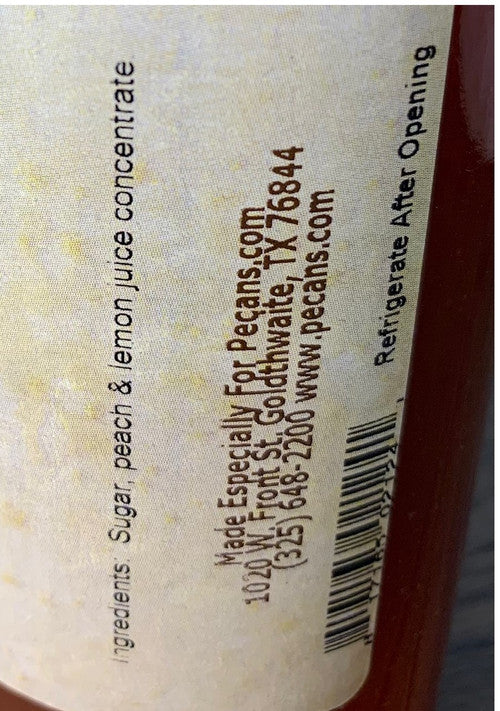 Ingredients: Sugar, peach & lemon juice concentrate
Made Especially For Pecans.com
1020 W. Front St. Goldthwaite, TX 76844
(325) 648-2200 www.pecans.com
Refrigerate After Opening